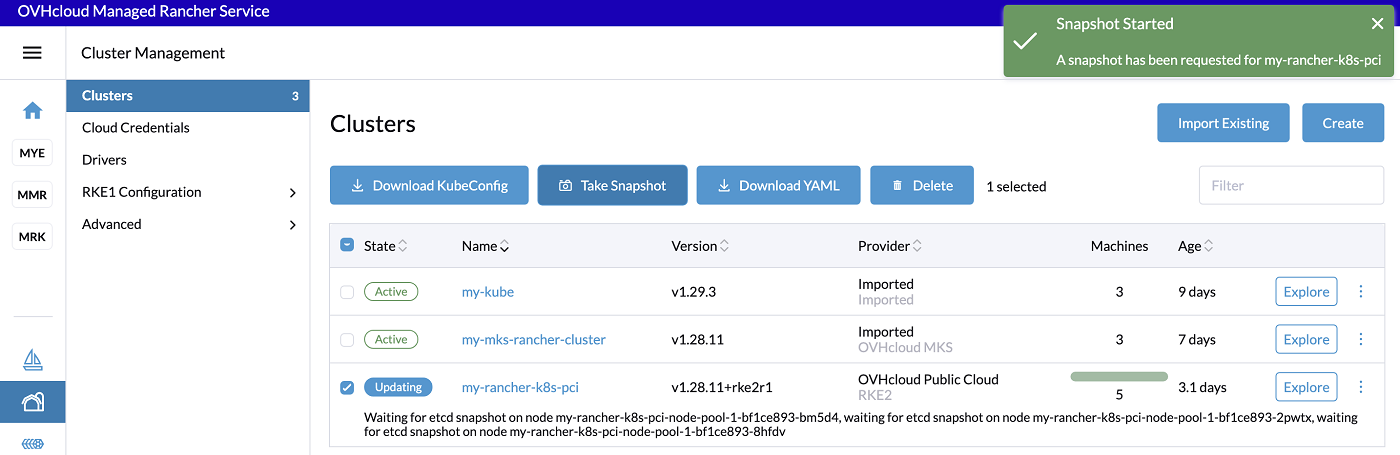 OVHcloud Managed Rancher Service
Snapshot Started
A snapshot has been requested for my-rancher-k8s-pci
Cluster Management
Clusters 3
Cloud Credentials
Drivers
RKE1 Configuration
Advanced
MYE
MMR
MRK
Clusters
Import Existing
Create
Download KubeConfig
Take Snapshot
Download YAML
Delete
1 selected
Filter
State Name Version Provider Machines Age
Active my-kube v1.29.3 Imported 3 9 days Explore
Imported
Active my-mks-rancher-cluster v1.28.11 Imported 3 7 days Explore
OVHcloud MKS
Updating my-rancher-k8s-pci v1.28.11+rke2r1 OVHcloud Public Cloud 5 3.1 days Explore
RKE2
Waiting for etcd snapshot on node my-rancher-k8s-pci-node-pool-1-bf1ce893-bm5d4, waiting for etcd snapshot on node my-rancher-k8s-pci-node-pool-1-bf1ce893-2pwtx, waiting
for etcd snapshot on node my-rancher-k8s-pci-node-pool-1-bf1ce893-8hfdv